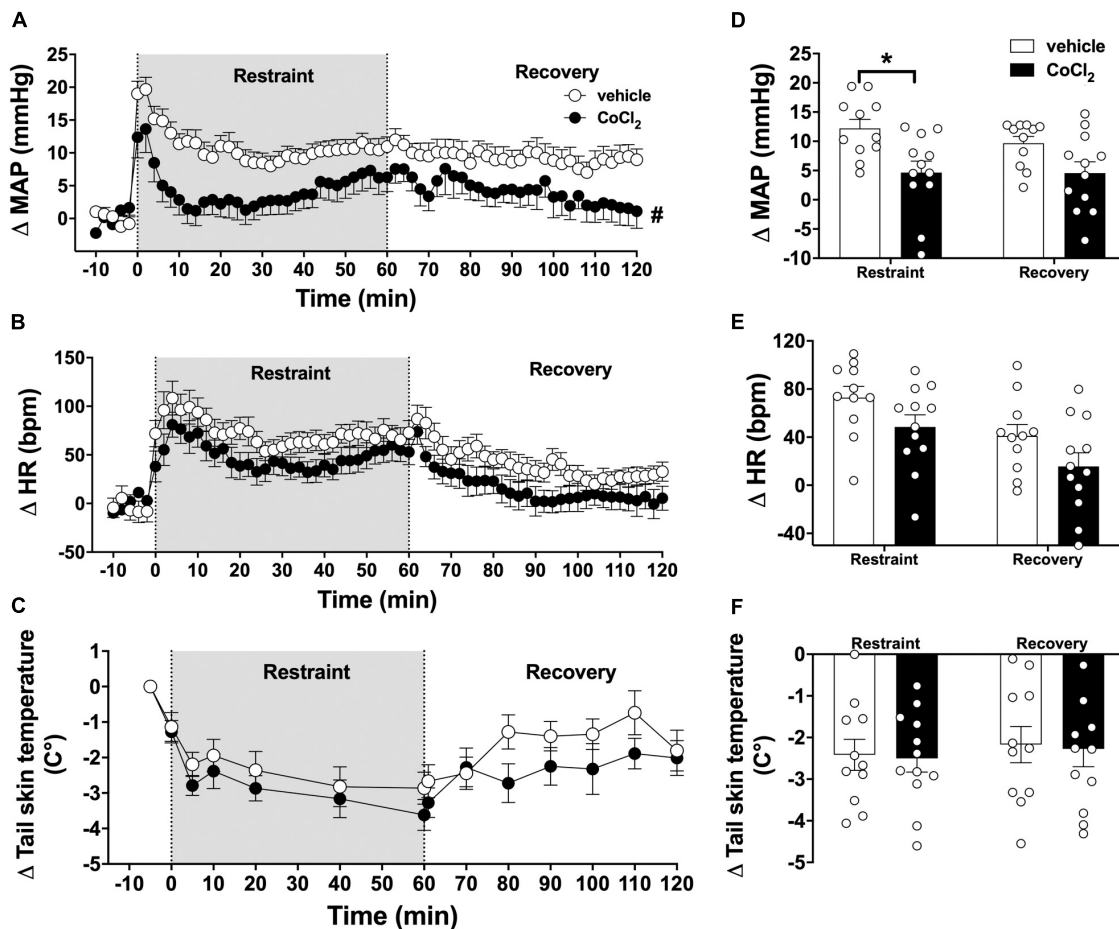 A
Δ MAP (mmHg)
25
20
15
10
5
0
Restraint
Recovery
vehicle
CoCl₂
#
-10 0 10 20 30 40 50 60 70 80 90 100 110 120
Time (min)
B
Δ HR (bpm)
150
100
50
0
-50
Restraint
Recovery
-10 0 10 20 30 40 50 60 70 80 90 100 110 120
Time (min)
C
Δ Tail skin temperature
(C°)
1
0
-1
-2
-3
-4
-5
Restraint
Recovery
-10 0 10 20 30 40 50 60 70 80 90 100 110 120
Time (min)
D
Δ MAP (mmHg)
25
20
15
10
5
0
-5
-10
*
vehicle
CoCl₂
Restraint Recovery
E
Δ HR (bpm)
120
80
40
0
-40
Restraint Recovery
F
Δ Tail skin temperature
(C°)
Restraint Recovery
0
-1
-2
-3
-4
-5